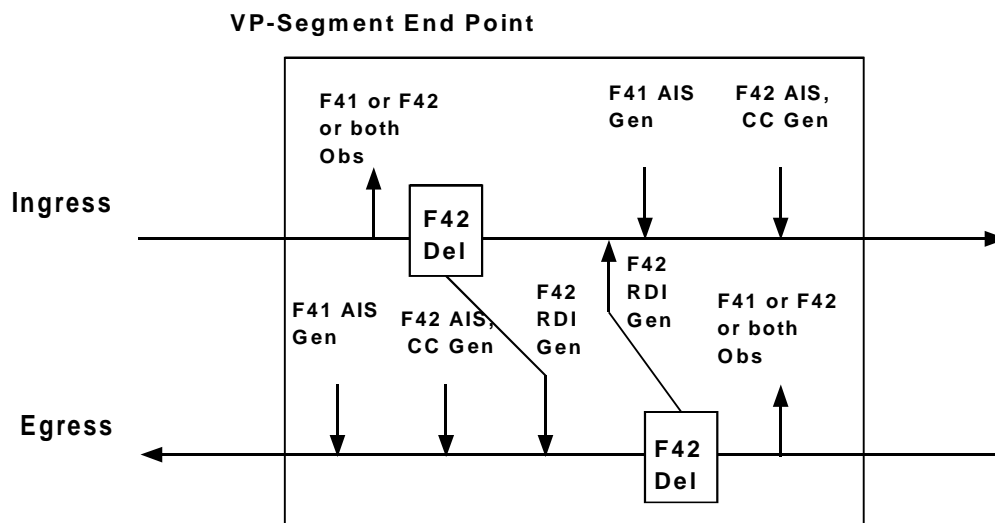 VP-Segment End Point
F41 or F42
or both
Obs
F41 AIS
Gen
F42 AIS,
CC Gen
Ingress
F42
Del
F41 AIS
Gen
F42 AIS,
CC Gen
F42
RDI
Gen
F42
RDI
Gen
F41 or F42
or both
Obs
Egress
F42
Del